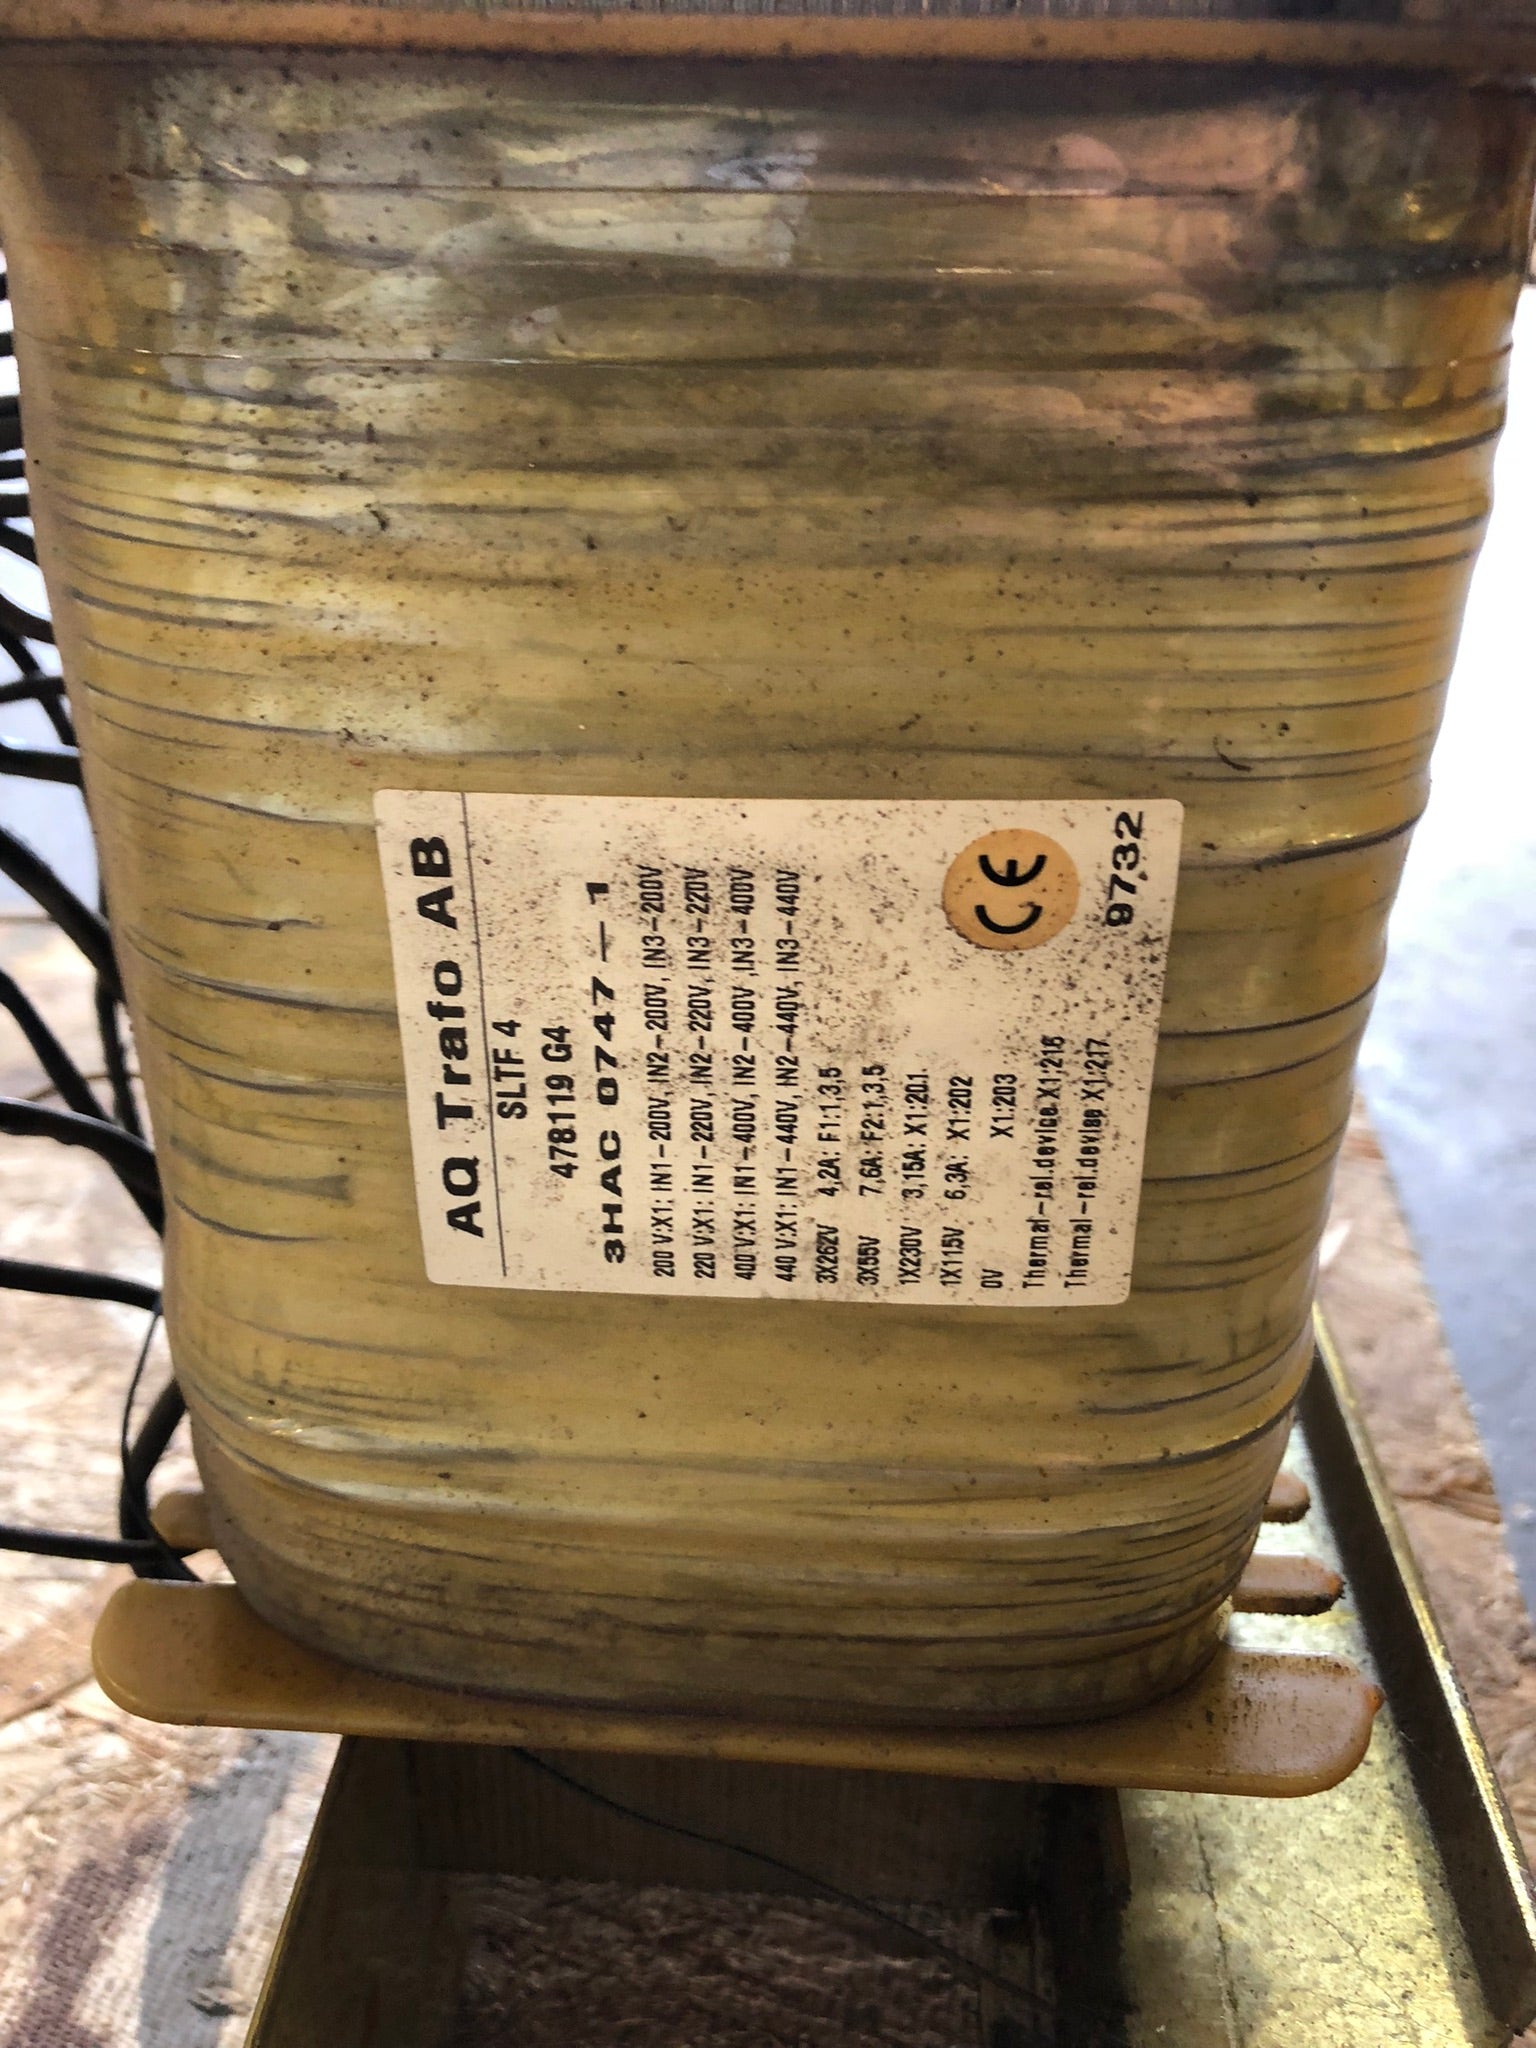 AQ Trafo AB
SLTF 4
478119 G4
3HAC 0747-1
200 V:X1: IN1-200V, IN2-200V, IN3-200V
220 V:X1: IN1-220V, IN2-220V, IN3-220V
400 V:X1: IN1-400V, IN2-400V ,IN3-400V
440 V:X1: IN1-440V, IN2-440V, IN3-440V
3X262V 4,2A: F1:1,3,5
3X55V 7,6A: F2:1,3,5
1X230V 3,15A: X1:201
1X115V 6,3A: X1:202
0V X1:203
Thermal-rel.device X1:216
Thermal-rel.devise X1:217
CE
9732